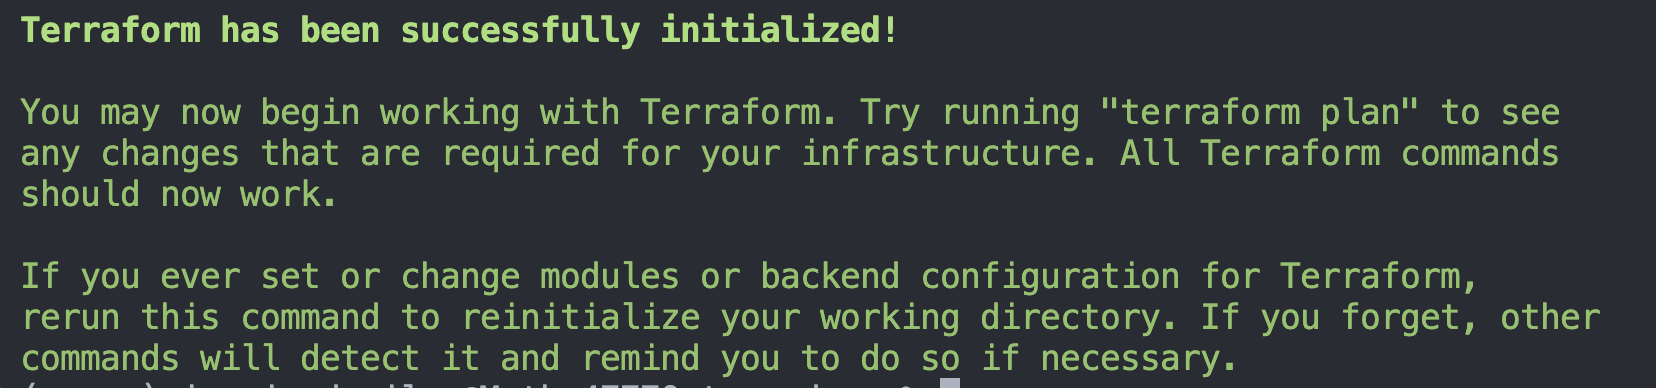 Terraform has been successfully initialized!
You may now begin working with Terraform. Try running "terraform plan" to see
any changes that are required for your infrastructure. All Terraform commands
should now work.
If you ever set or change modules or backend configuration for Terraform,
rerun this command to reinitialize your working directory. If you forget, other
commands will detect it and remind you to do so if necessary.